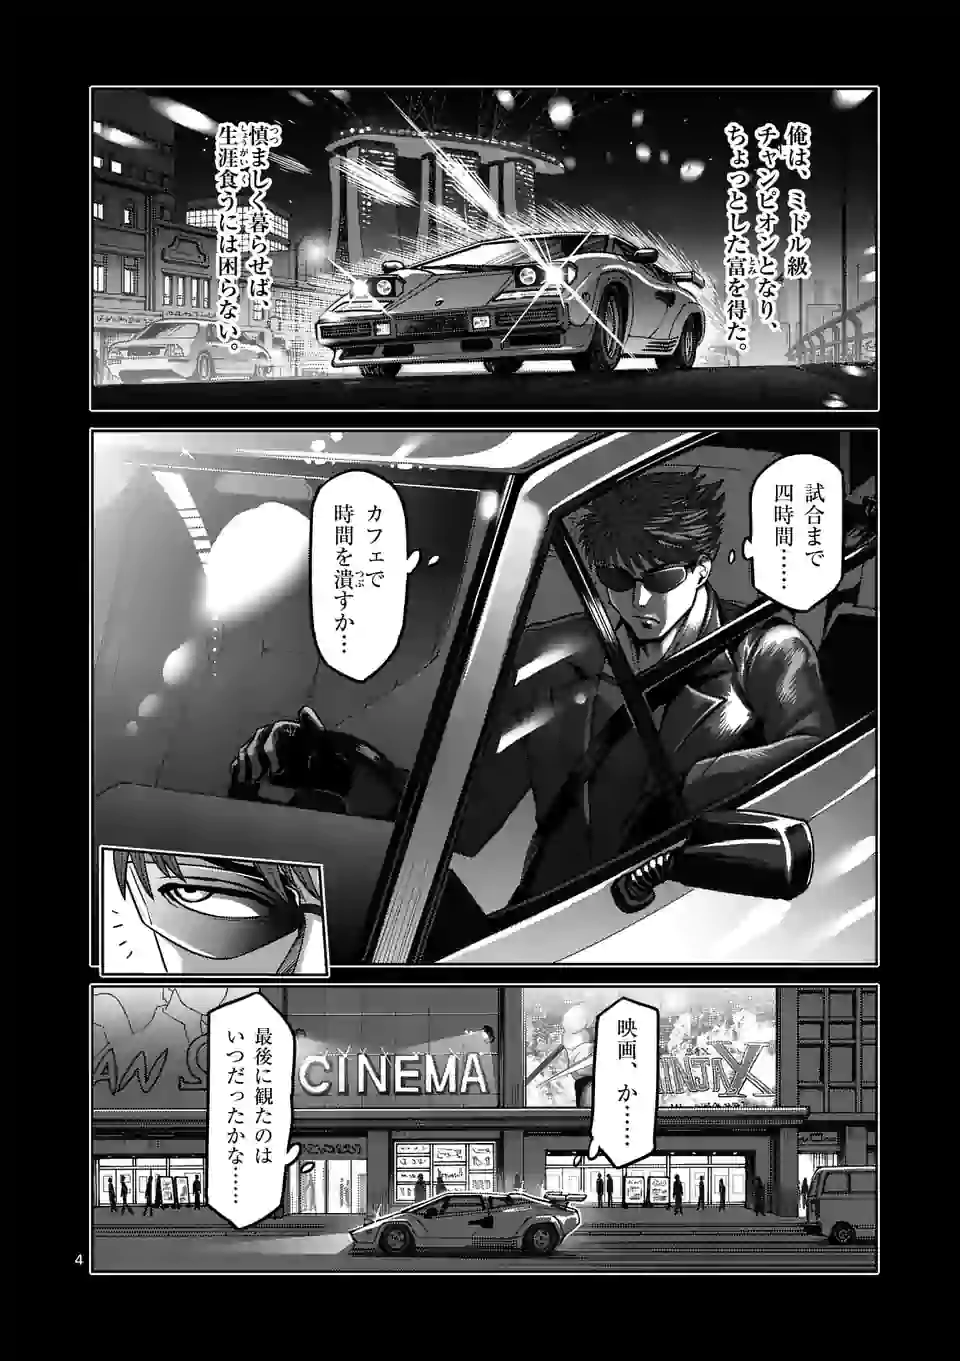 俺は、ミドル級
チャンピオンとなり、
ちょっとした富を得た。
慎ましく暮らせば、
生涯食うには困らない。
試合まで
四時間……
カフェで
時間を潰すか…
映画、か……
最後に観たのは
いつだったかな……
CINEMA
NINJA X
4